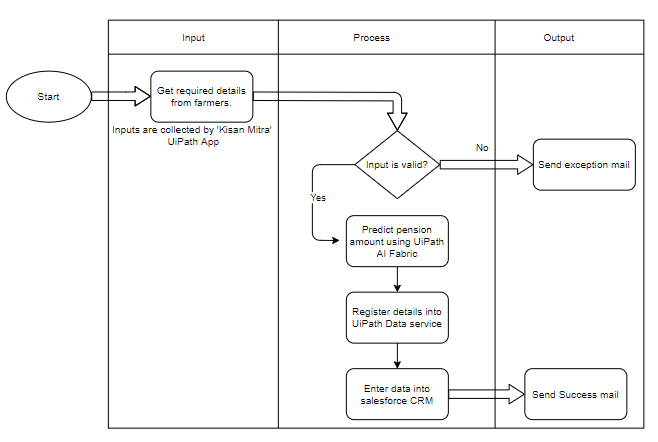 Input
Process
Output
Start
Get required details
from farmers.
Inputs are collected by 'Kisan Mitra'
UiPath App
Input is valid?
No
Send exception mail
Yes
Predict pension
amount using UiPath
AI Fabric
Register details into
UiPath Data service
Enter data into
salesforce CRM
Send Success mail